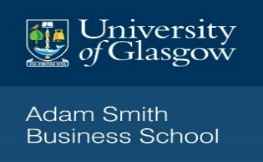 University
of Glasgow
Adam Smith
Business School